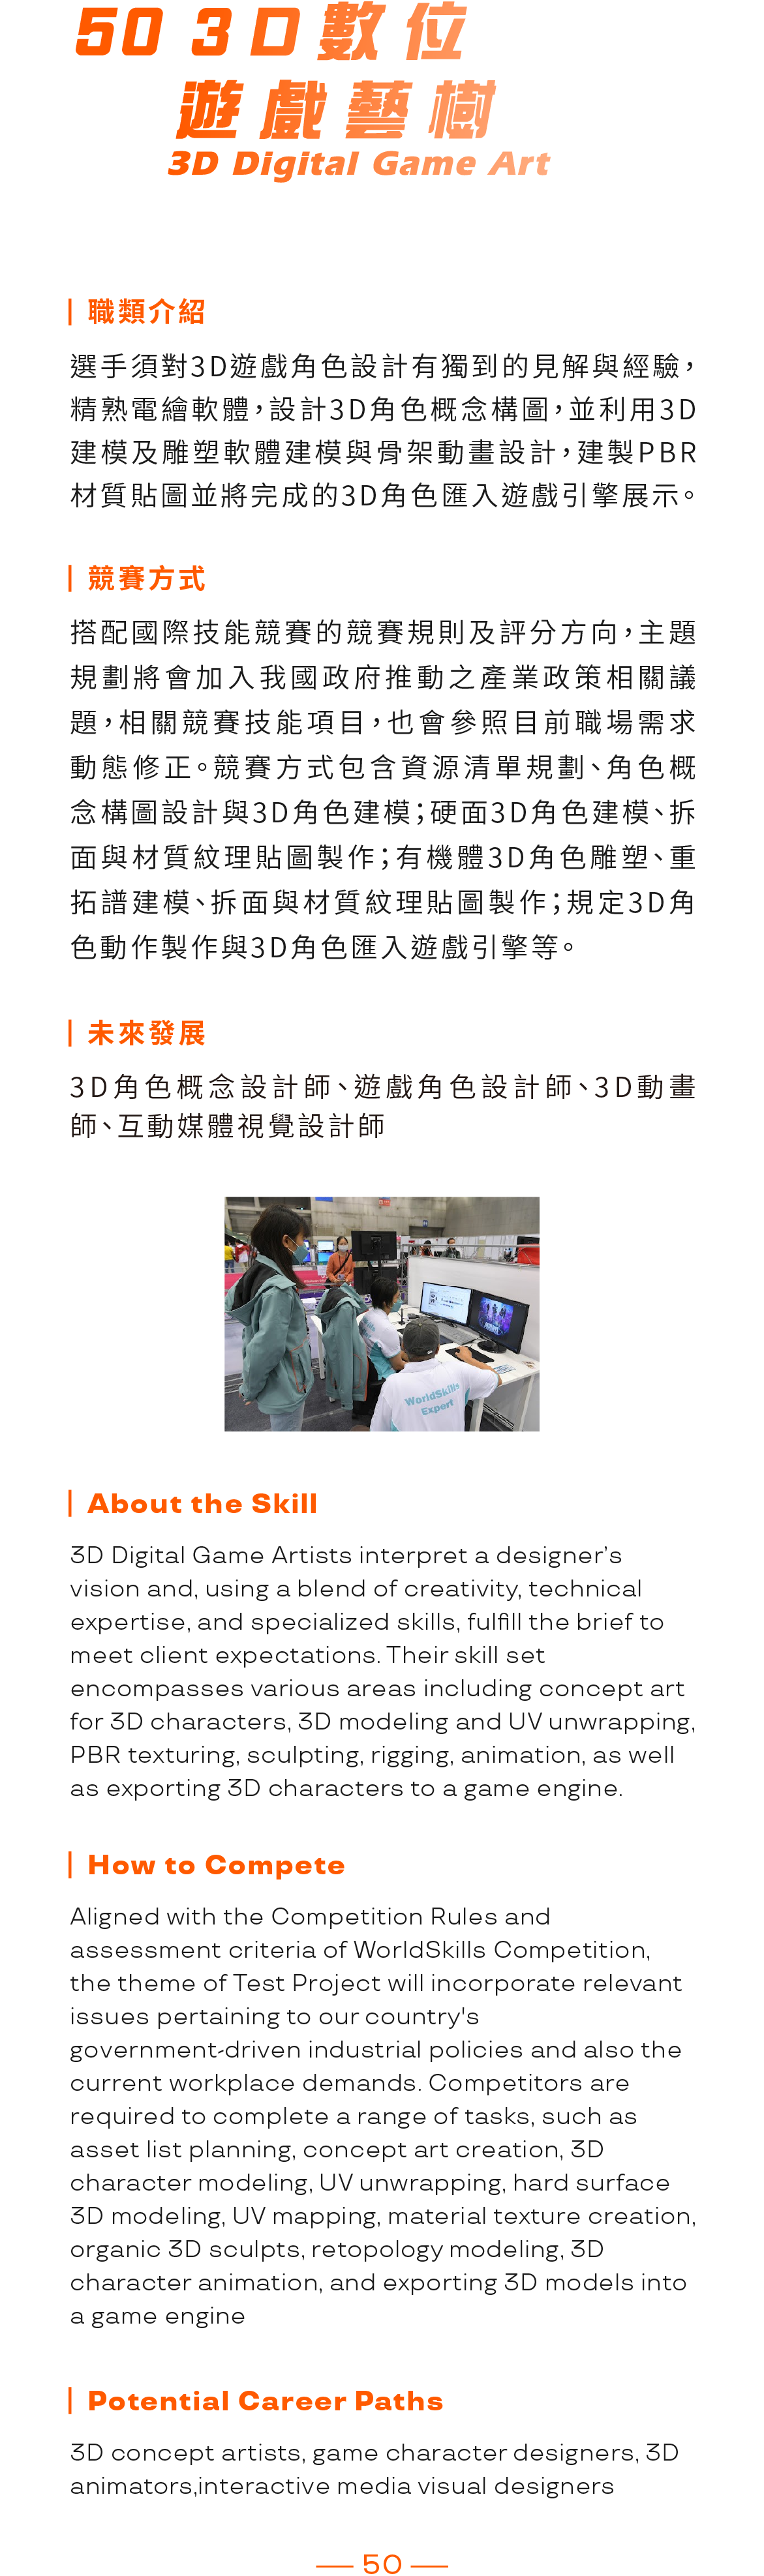 50 3D數位
遊戲藝樹
3D Digital Game Art
職類介紹
選手須對3D遊戲角色設計有獨到的見解與經驗，
精熟電繪軟體，設計3D角色概念構圖，並利用3D
建模及雕塑軟體建模與骨架動畫設計，建製PBR
材質貼圖並將完成的3D角色匯入遊戲引擎展示。
競賽方式
搭配國際技能競賽的競賽規則及評分方向，主題
規劃將會加入我國政府推動之產業政策相關議
題，相關競賽技能項目，也會參照目前職場需求
動態修正。競賽方式包含資源清單規劃、角色概
念構圖設計與3D角色建模；硬面3D角色建模、拆
面與材質紋理貼圖製作；有機體3D角色雕塑、重
拓譜建模、拆面與材質紋理貼圖製作；規定3D角
色動作製作與3D角色匯入遊戲引擎等。
未來發展
3D角色概念設計師、遊戲角色設計師、3D動畫
師、互動媒體視覺設計師
WorldSkills
Expert
About the Skill
3D Digital Game Artists interpret a designer’s
vision and, using a blend of creativity, technical
expertise, and specialized skills, fulfill the brief to
meet client expectations. Their skill set
encompasses various areas including concept art
for 3D characters, 3D modeling and UV unwrapping,
PBR texturing, sculpting, rigging, animation, as well
as exporting 3D characters to a game engine.
How to Compete
Aligned with the Competition Rules and
assessment criteria of WorldSkills Competition,
the theme of Test Project will incorporate relevant
issues pertaining to our country's
government-driven industrial policies and also the
current workplace demands. Competitors are
required to complete a range of tasks, such as
asset list planning, concept art creation, 3D
character modeling, UV unwrapping, hard surface
3D modeling, UV mapping, material texture creation,
organic 3D sculpts, retopology modeling, 3D
character animation, and exporting 3D models into
a game engine
Potential Career Paths
3D concept artists, game character designers, 3D
animators,interactive media visual designers
50